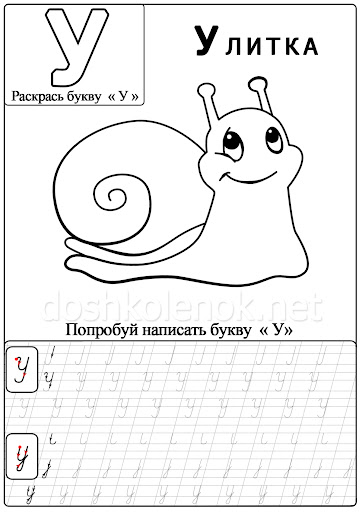 У
Раскрась букву « У »
УЛИТКА
doshkolenok.net
Попробуй написать букву « У»
У у у у у у у у
у у у у у у у у у
у у у у у у у у